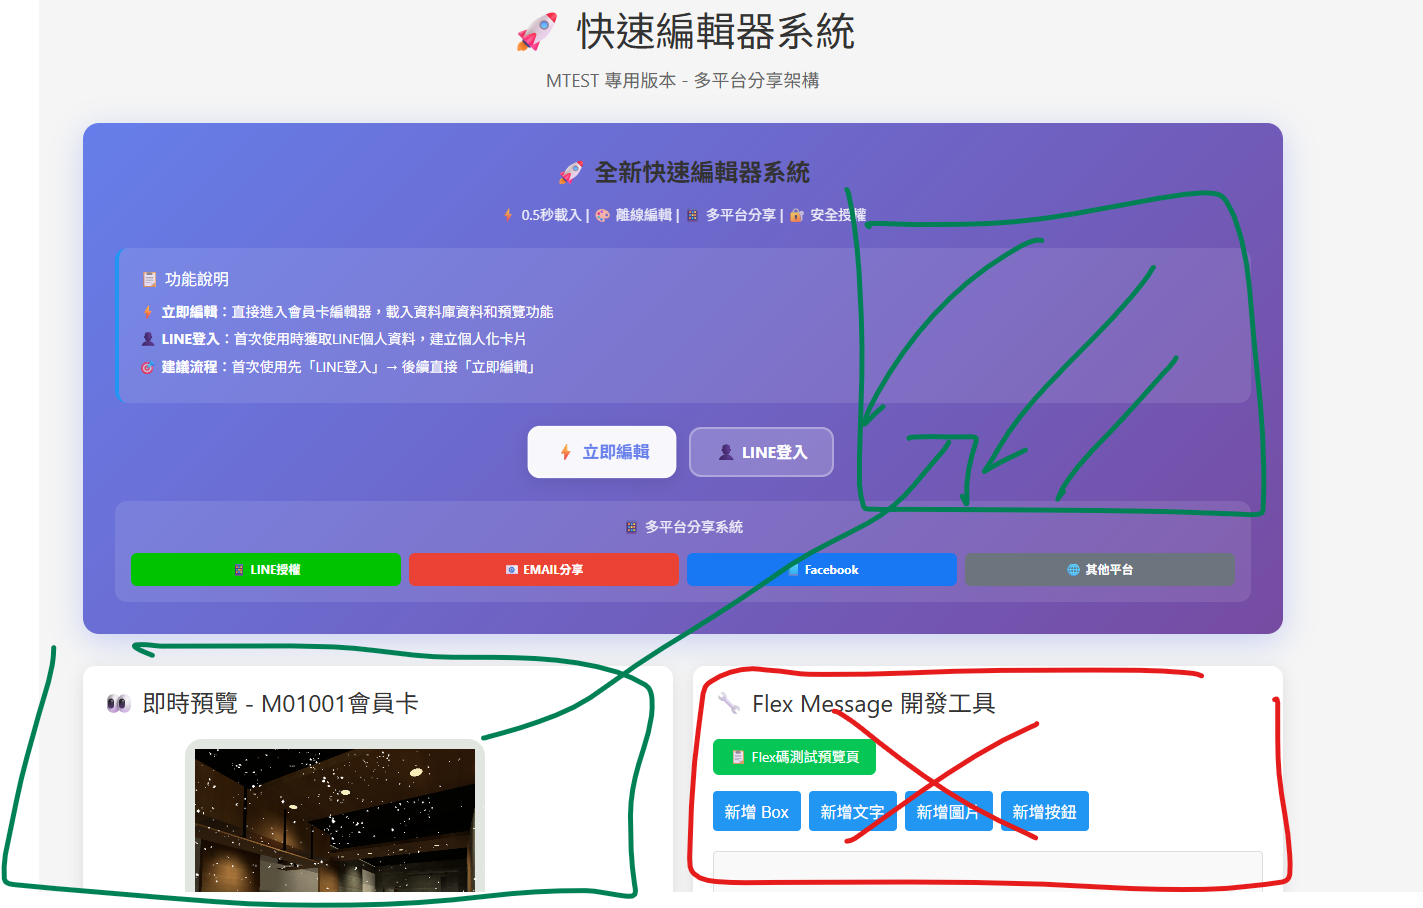 🚀 快速編輯器系統
MTEST 專用版本 - 多平台分享架構
🚀 全新快速編輯器系統
⚡ 0.5秒載入 | 🎨 離線編輯 | 📱 多平台分享 | 🔐 安全授權
📋 功能說明
⚡ 立即編輯：直接進入會員卡編輯器，載入資料庫資料和預覽功能
👤 LINE登入：首次使用時獲取LINE個人資料，建立個人化卡片
🎯 建議流程：首次使用先「LINE登入」→ 後續直接「立即編輯」
⚡ 立即編輯
👤 LINE登入
📱 多平台分享系統
📱 LINE授權
📧 EMAIL分享
📘 Facebook
🌐 其他平台
👀 即時預覽 - M01001會員卡
🔧 Flex Message 開發工具
📋 Flex碼測試預覽頁
新增 Box
新增文字
新增圖片
新增按鈕